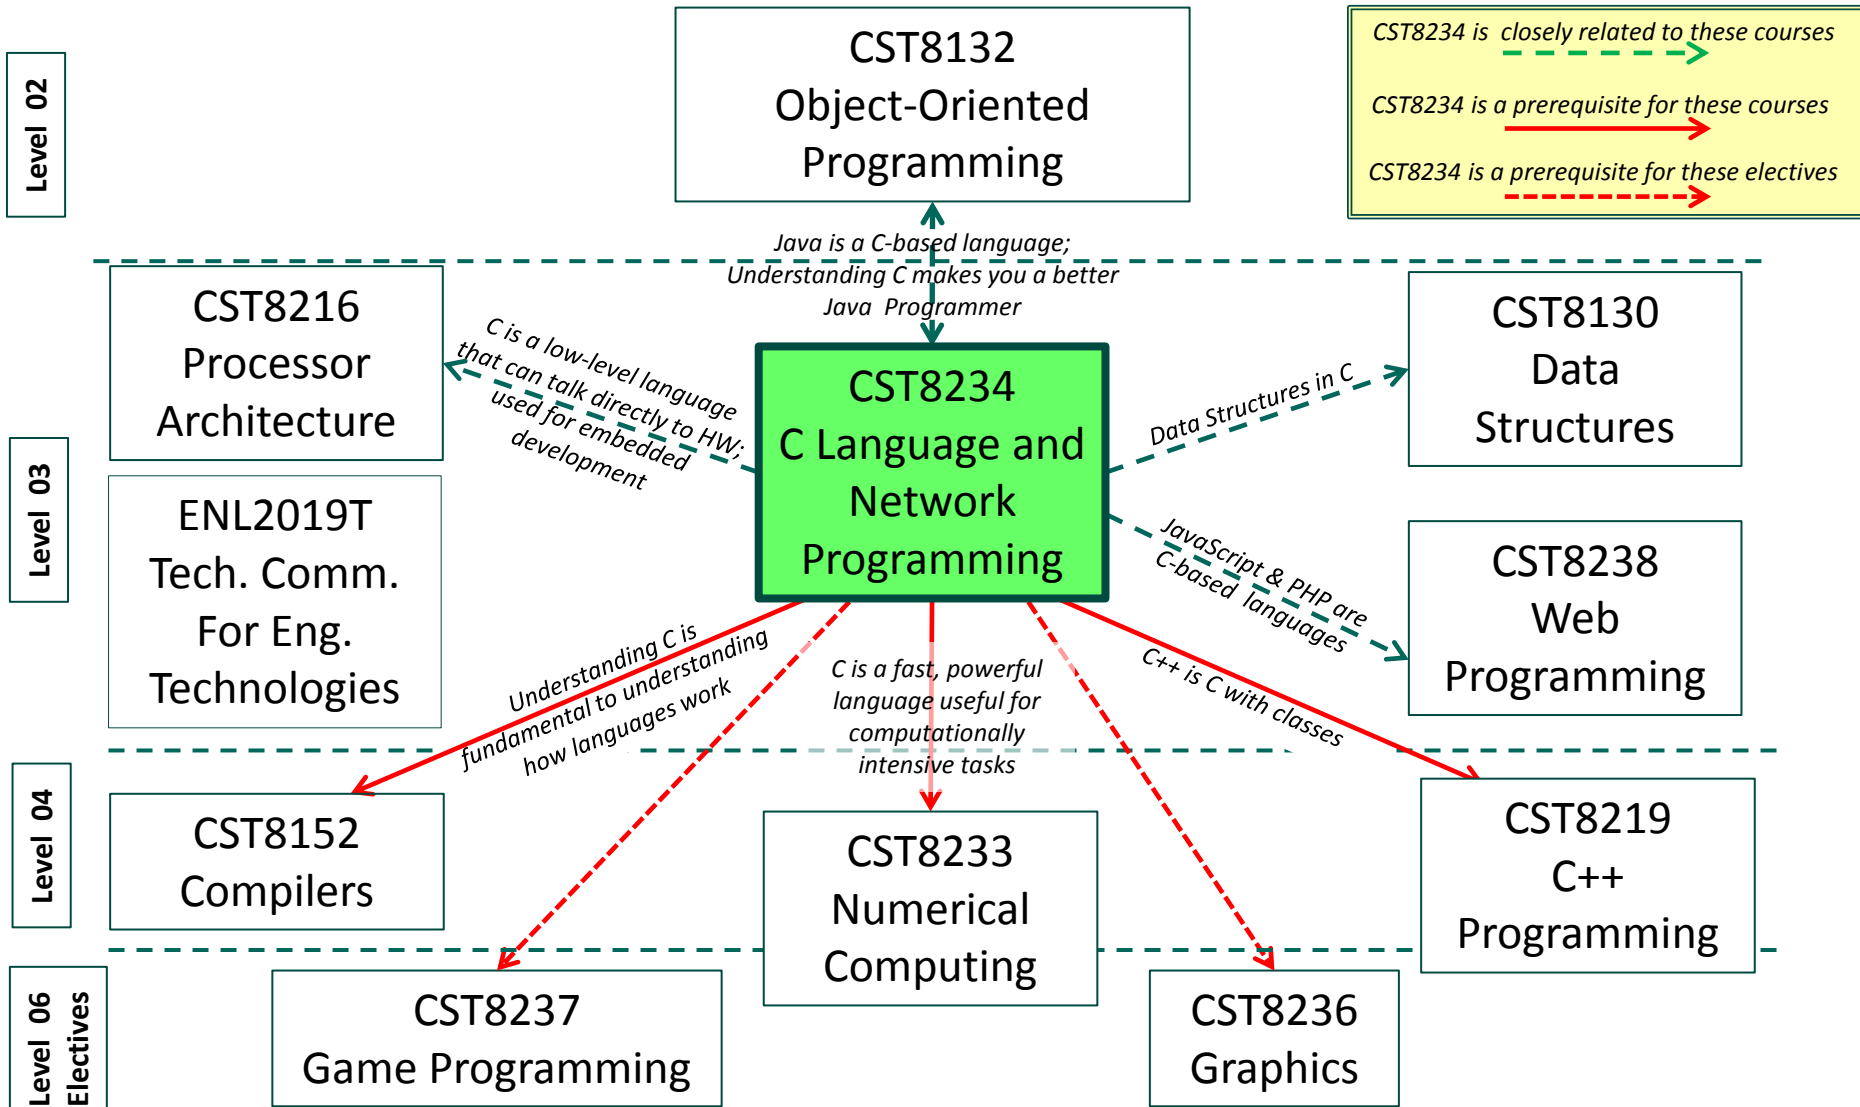 Level 02
CST8132
Object-Oriented
Programming
CST8234 is closely related to these courses
CST8234 is a prerequisite for these courses
CST8234 is a prerequisite for these electives
Java is a C-based language;
Understanding C makes you a better
Java Programmer
Level 03
CST8216
Processor
Architecture
C is a low-level language
that can talk directly to HW;
used for embedded
development
CST8234
C Language and
Network
Programming
Data Structures in C
CST8130
Data
Structures
ENL2019T
Tech. Comm.
For Eng.
Technologies
JavaScript & PHP are
C-based languages
CST8238
Web
Programming
Understanding C is
fundamental to understanding
how languages work
C is a fast, powerful
language useful for
computationally
intensive tasks
C++ is C with classes
Level 04
CST8152
Compilers
CST8233
Numerical
Computing
CST8219
C++
Programming
Level 06
Electives
CST8237
Game Programming
CST8236
Graphics